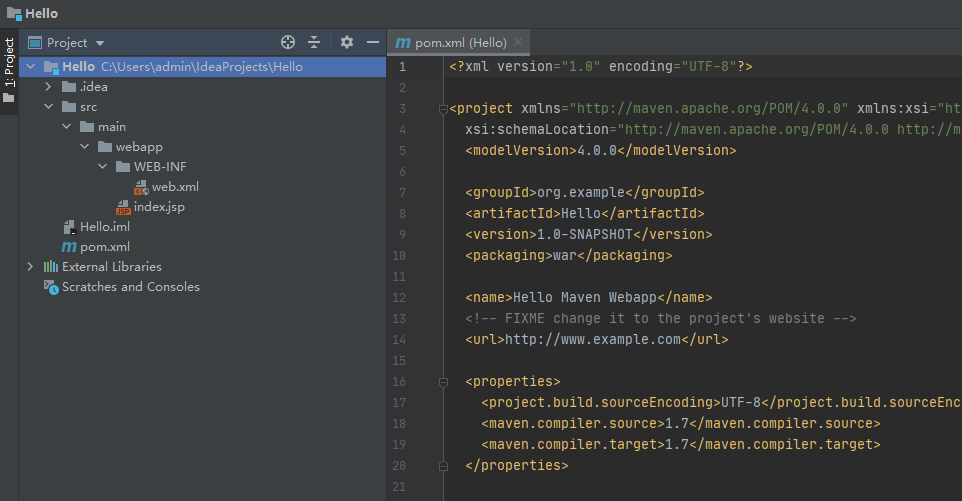 Hello
1: Project
Project
Hello C:\Users\admin\IdeaProjects\Hello
.idea
src
main
webapp
WEB-INF
web.xml
index.jsp
Hello.iml
pom.xml
External Libraries
Scratches and Consoles
pom.xml (Hello)
1 <?xml version="1.0" encoding="UTF-8"?>
2
3 <project xmlns="http://maven.apache.org/POM/4.0.0" xmlns:xsi="ht
4 xsi:schemaLocation="http://maven.apache.org/POM/4.0.0 http://m
5 <modelVersion>4.0.0</modelVersion>
6
7 <groupId>org.example</groupId>
8 <artifactId>Hello</artifactId>
9 <version>1.0-SNAPSHOT</version>
10 <packaging>war</packaging>
11
12 <name>Hello Maven Webapp</name>
13 <!-- FIXME change it to the project's website -->
14 <url>http://www.example.com</url>
15
16 <properties>
17 <project.build.sourceEncoding>UTF-8</project.build.sourceEnc
18 <maven.compiler.source>1.7</maven.compiler.source>
19 <maven.compiler.target>1.7</maven.compiler.target>
20 </properties>
21